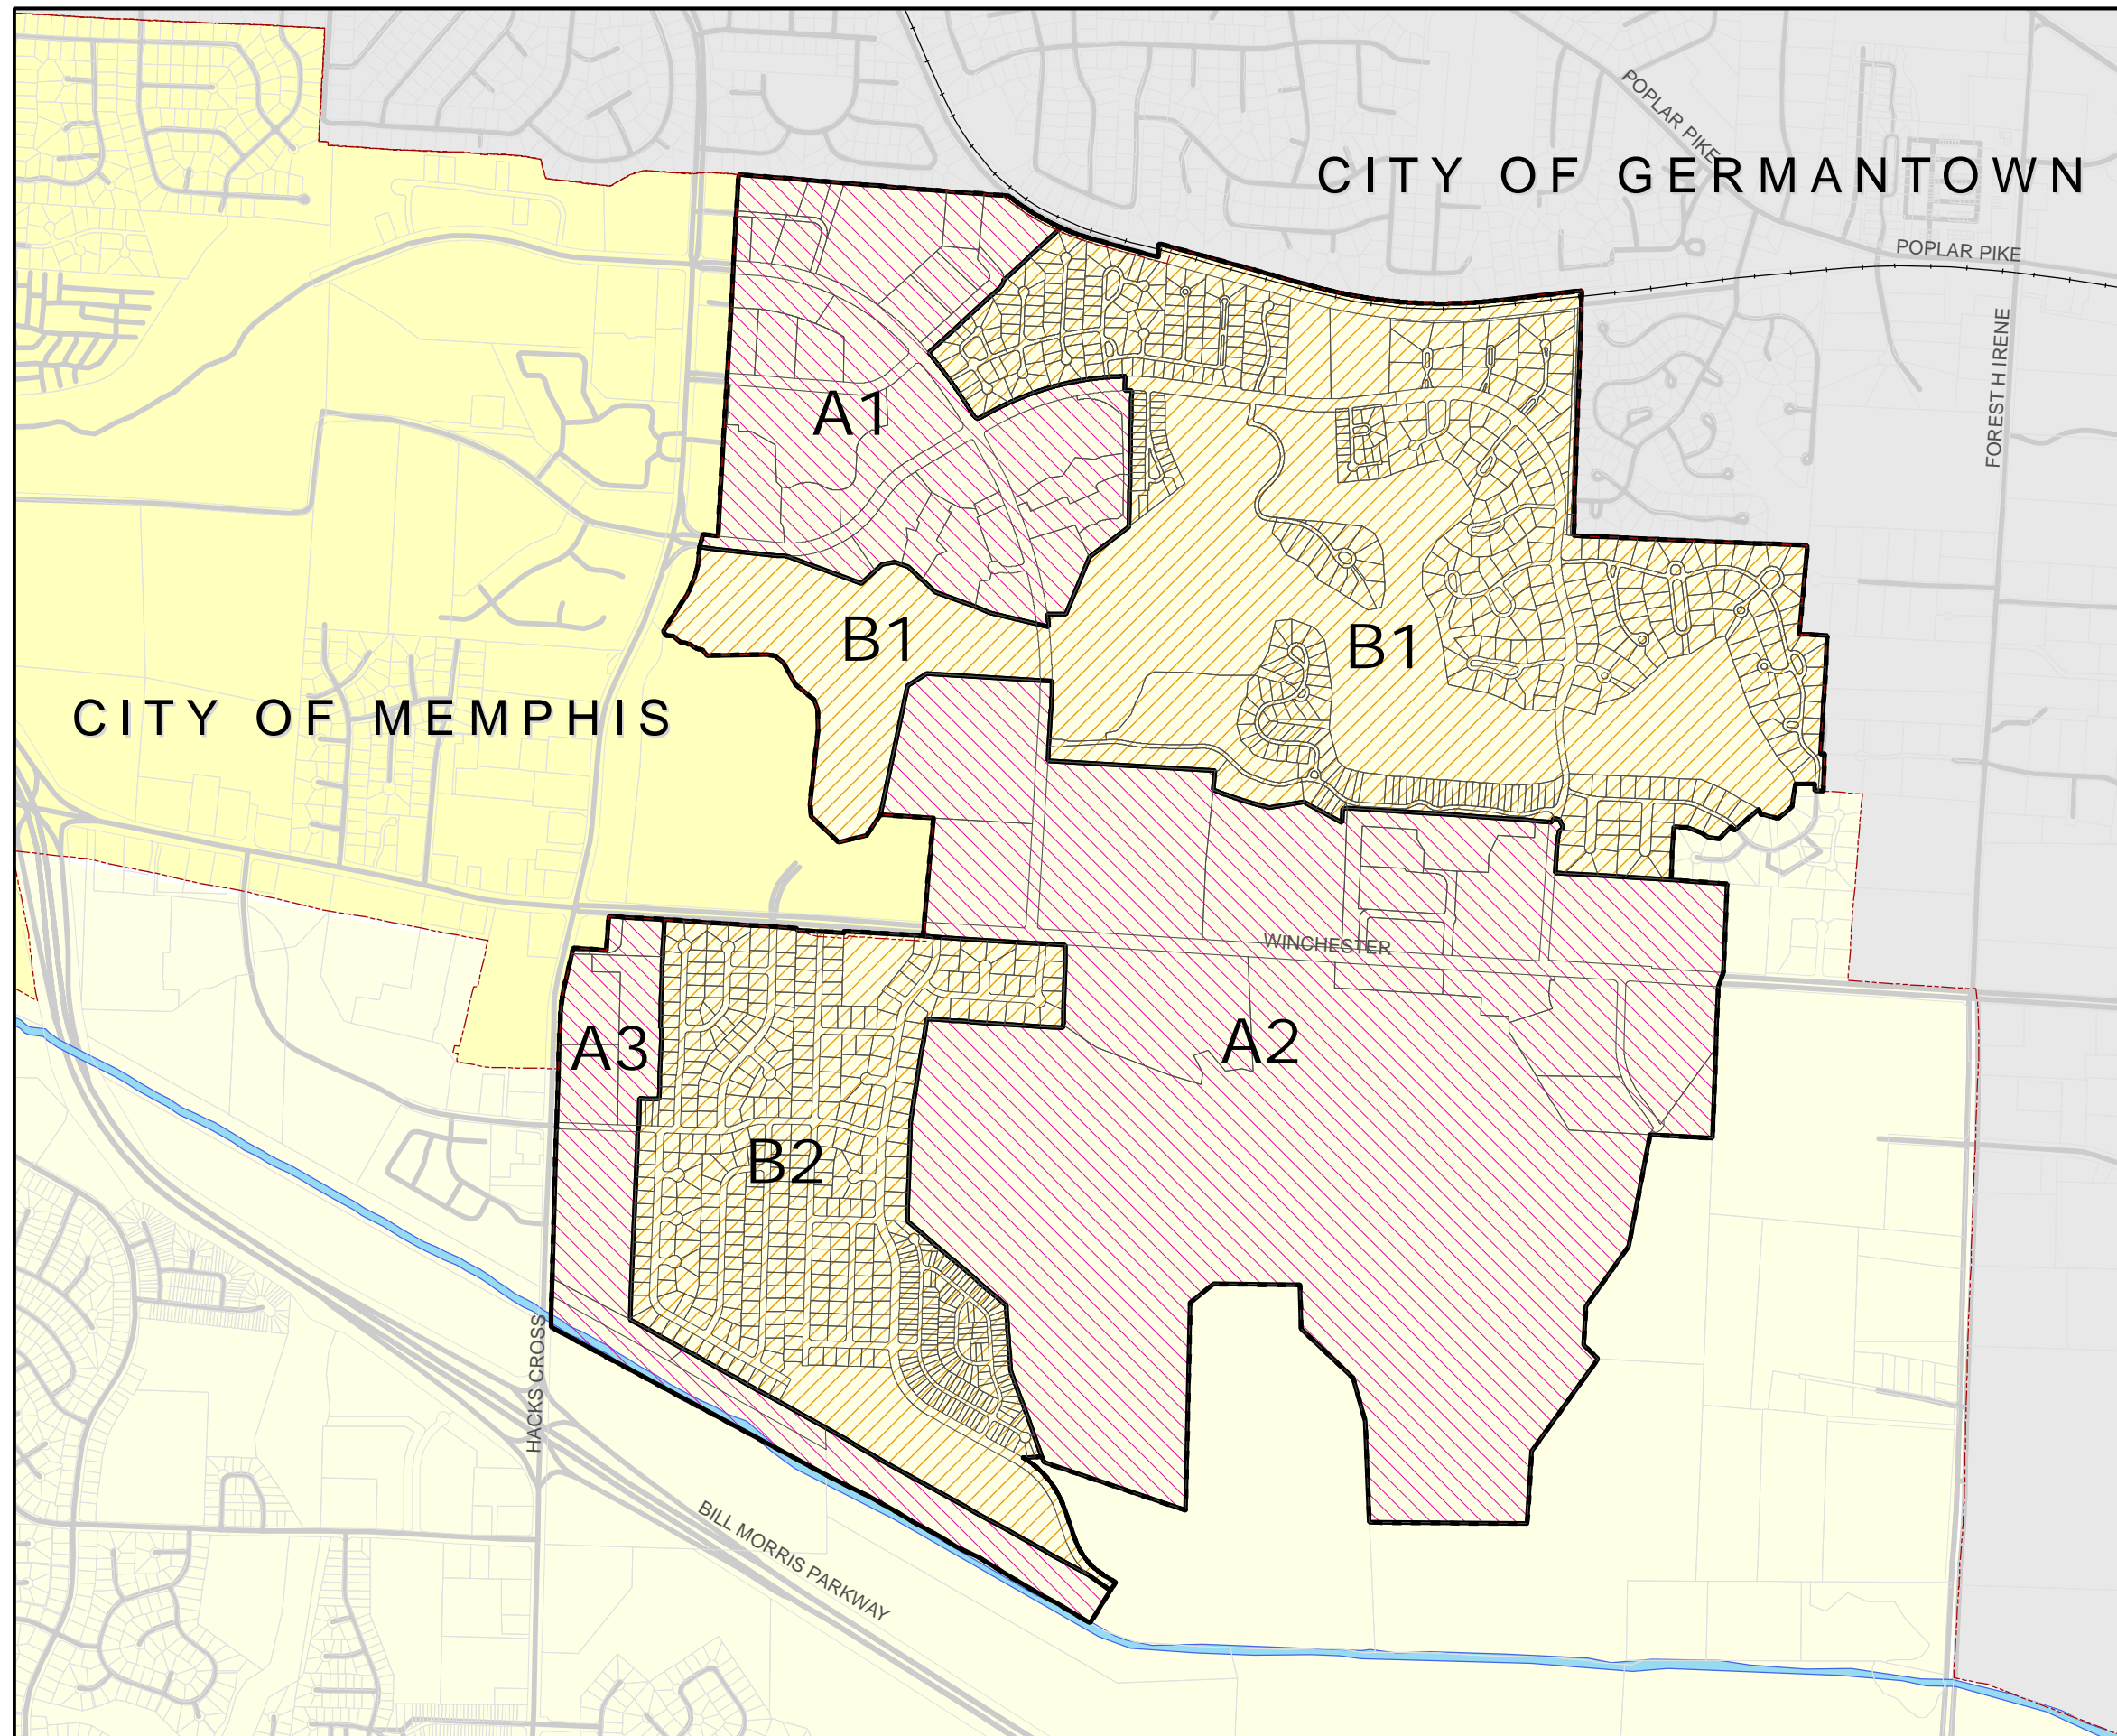 POPLAR PIKE
CITY OF GERMANTOWN
POPLAR PIKE
FOREST H IRENE
A1
B1
B1
CITY OF MEMPHIS
WINCHESTER
A3
A2
B2
HACKS CROSS
BILL MORRIS PARKWAY